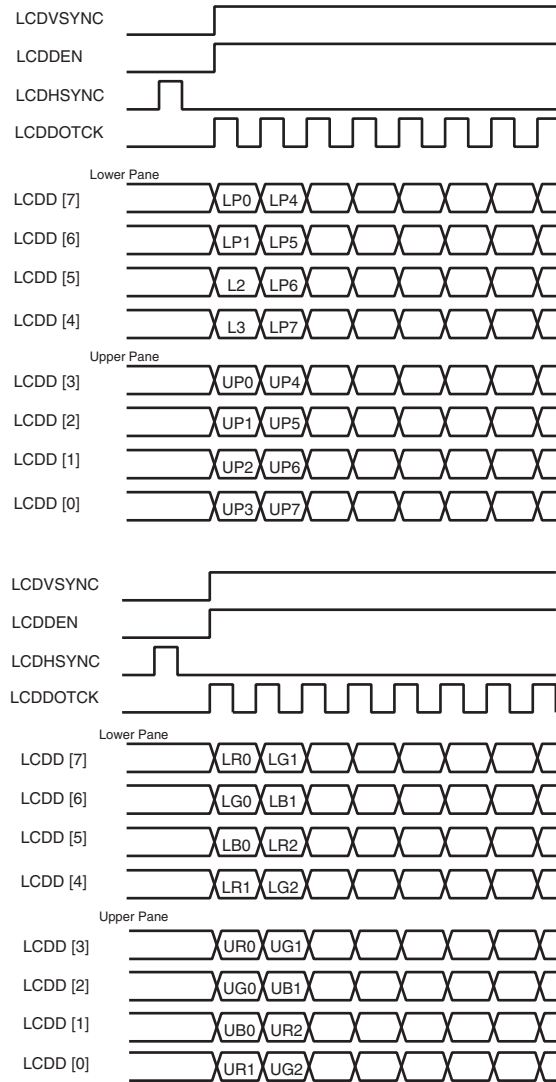 LCDVSYNC
LCDDEN
LCDHSYNC
LCDDOTCK
Lower Pane
LCDD [7] LP0 LP4
LCDD [6] LP1 LP5
LCDD [5] L2 LP6
LCDD [4] L3 LP7
Upper Pane
LCDD [3] UP0 UP4
LCDD [2] UP1 UP5
LCDD [1] UP2 UP6
LCDD [0] UP3 UP7
LCDVSYNC
LCDDEN
LCDHSYNC
LCDDOTCK
Lower Pane
LCDD [7] LR0 LG1
LCDD [6] LG0 LB1
LCDD [5] LB0 LR2
LCDD [4] LR1 LG2
Upper Pane
LCDD [3] UR0 UG1
LCDD [2] UG0 UB1
LCDD [1] UB0 UR2
LCDD [0] UR1 UG2